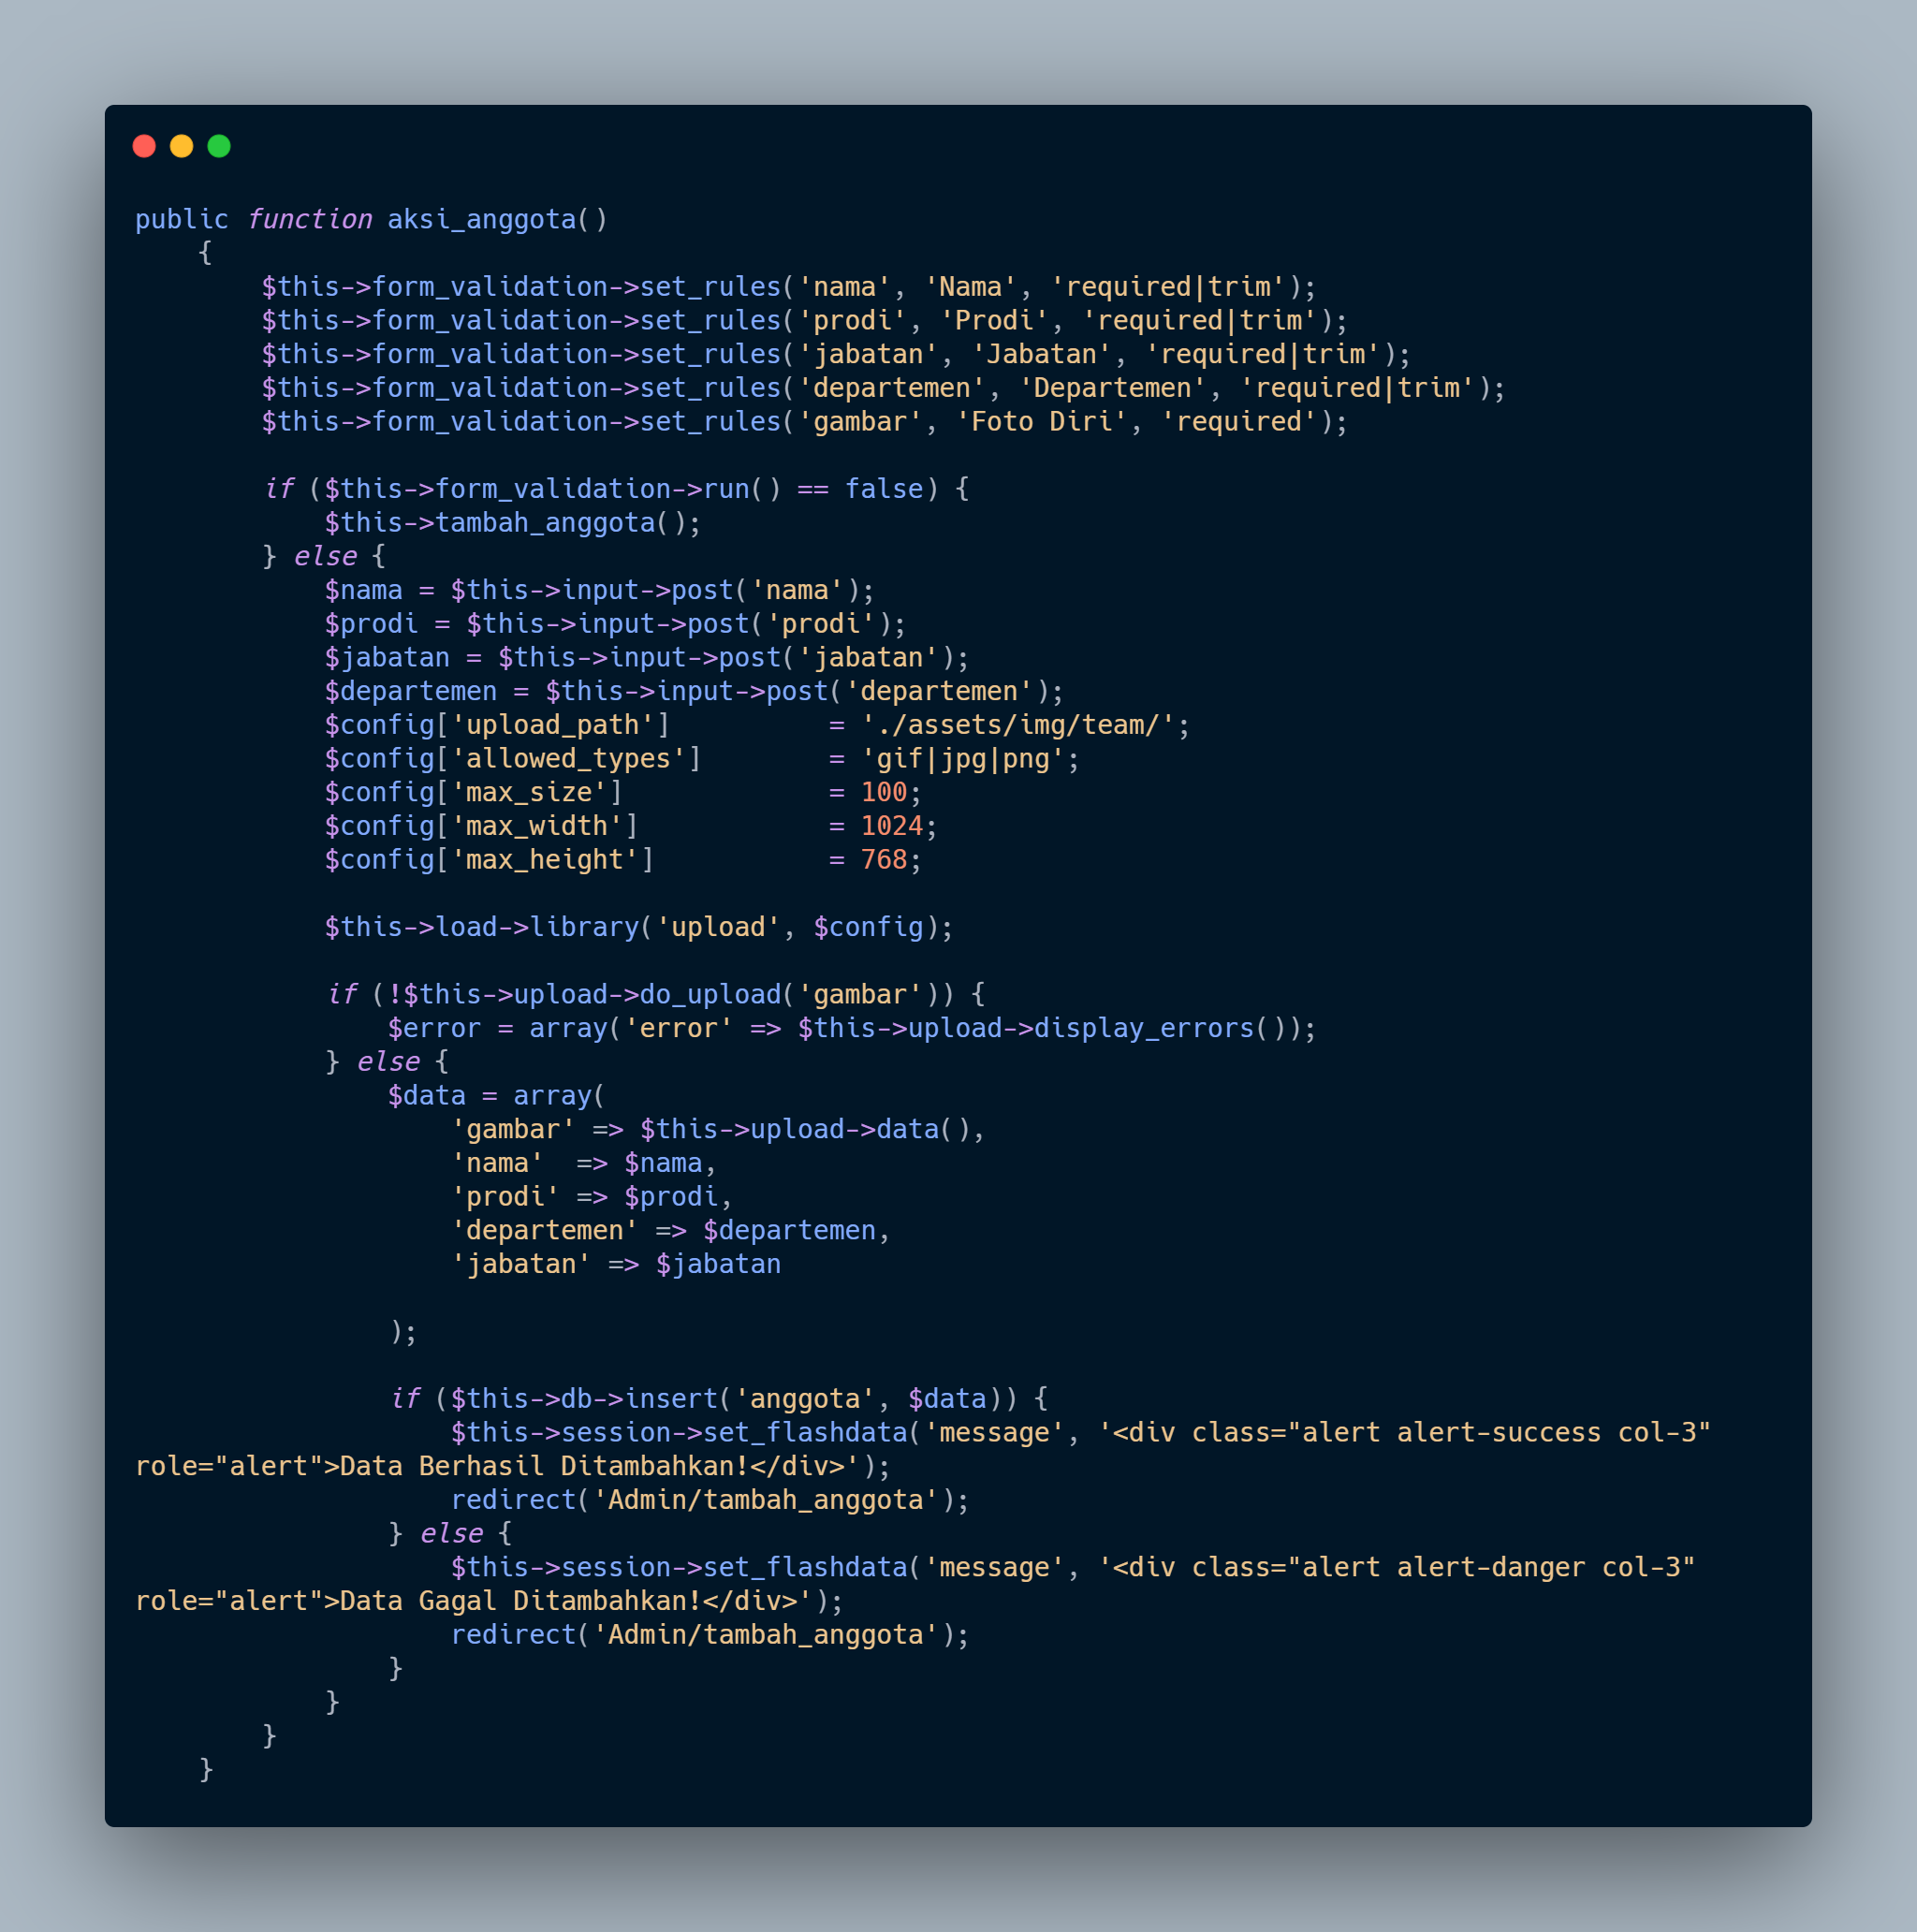 public function aksi_anggota()
    {
        $this->form_validation->set_rules('nama', 'Nama', 'required|trim');
        $this->form_validation->set_rules('prodi', 'Prodi', 'required|trim');
        $this->form_validation->set_rules('jabatan', 'Jabatan', 'required|trim');
        $this->form_validation->set_rules('departemen', 'Departemen', 'required|trim');
        $this->form_validation->set_rules('gambar', 'Foto Diri', 'required');

        if ($this->form_validation->run() == false) {
            $this->tambah_anggota();
        } else {
            $nama = $this->input->post('nama');
            $prodi = $this->input->post('prodi');
            $jabatan = $this->input->post('jabatan');
            $departemen = $this->input->post('departemen');
            $config['upload_path']          = './assets/img/team/';
            $config['allowed_types']        = 'gif|jpg|png';
            $config['max_size']             = 100;
            $config['max_width']            = 1024;
            $config['max_height']           = 768;

            $this->load->library('upload', $config);

            if (!$this->upload->do_upload('gambar')) {
                $error = array('error' => $this->upload->display_errors());
            } else {
                $data = array(
                    'gambar' => $this->upload->data(),
                    'nama'  => $nama,
                    'prodi' => $prodi,
                    'departemen' => $departemen,
                    'jabatan' => $jabatan

                );

                if ($this->db->insert('anggota', $data)) {
                    $this->session->set_flashdata('message', '<div class="alert alert-success col-3"
role="alert">Data Berhasil Ditambahkan!</div>');
                    redirect('Admin/tambah_anggota');
                } else {
                    $this->session->set_flashdata('message', '<div class="alert alert-danger col-3"
role="alert">Data Gagal Ditambahkan!</div>');
                    redirect('Admin/tambah_anggota');
                }
            }
        }
    }